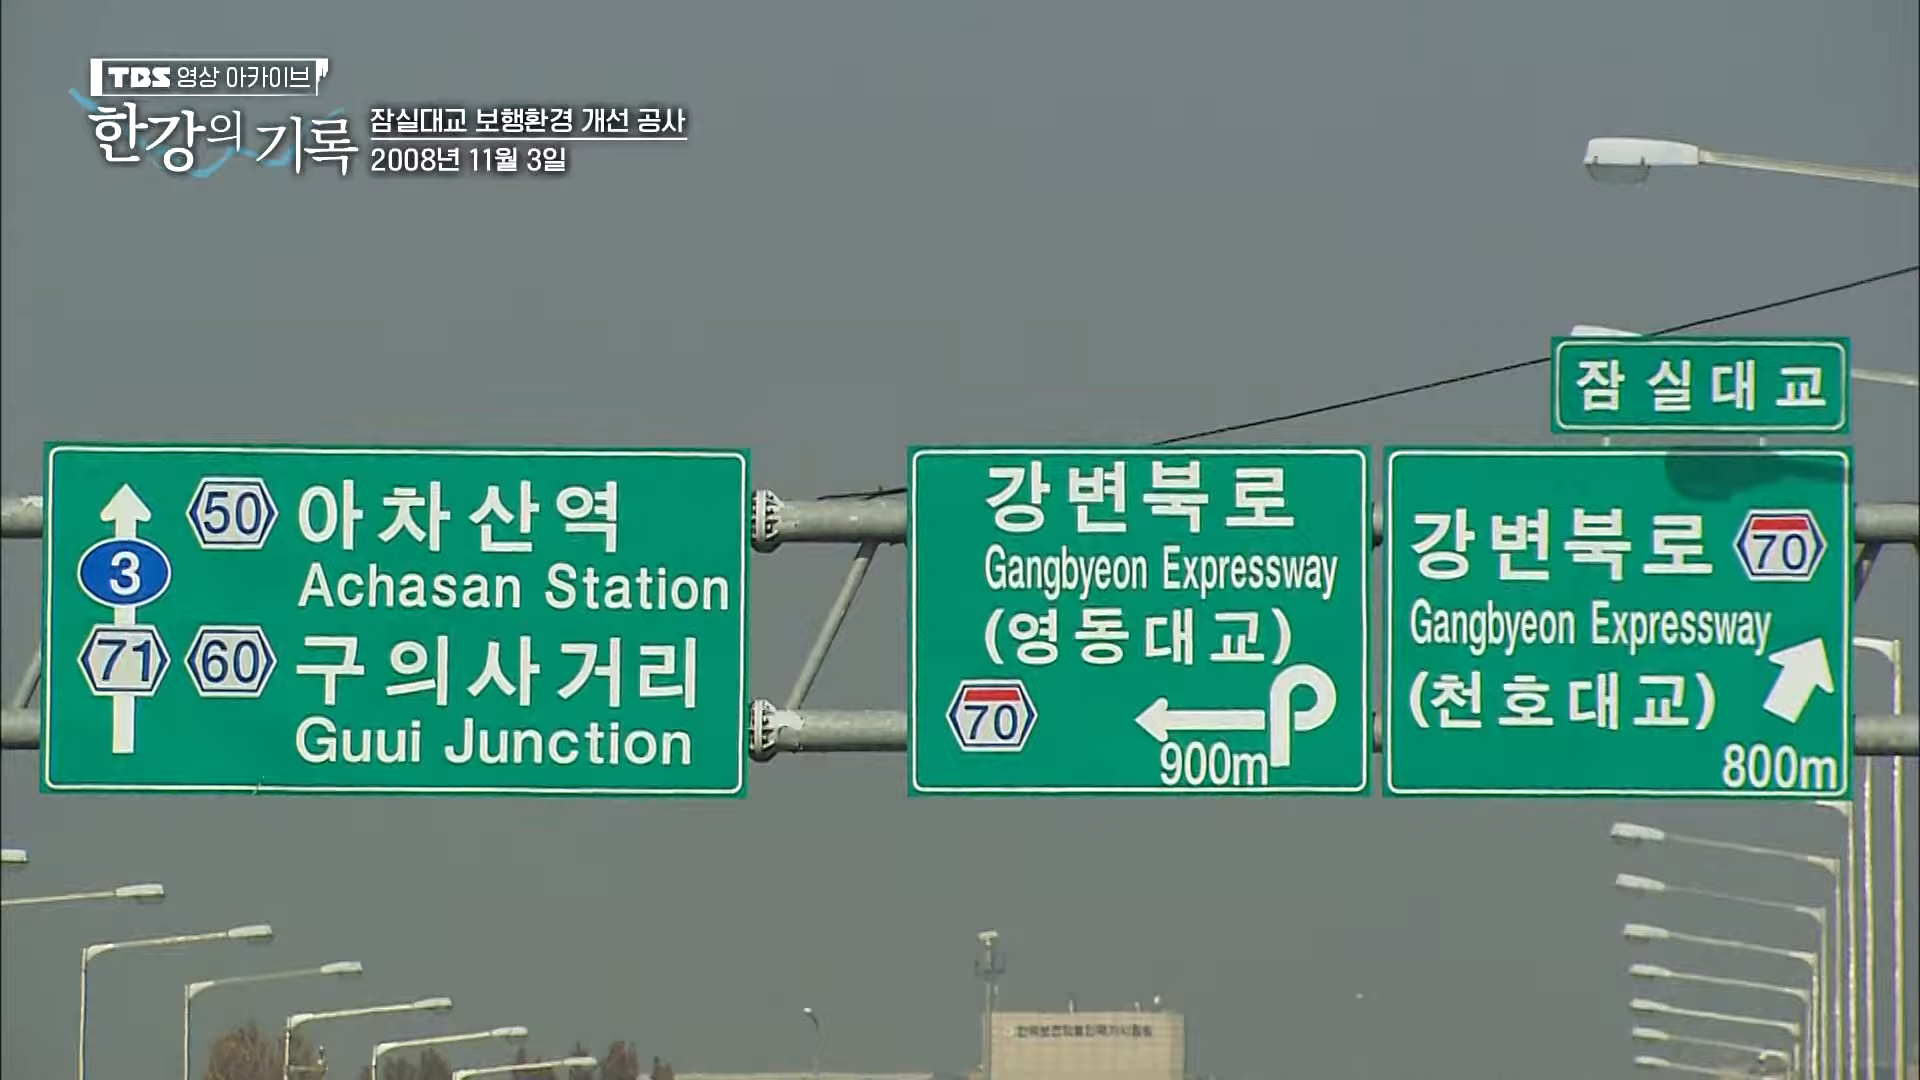 TBS 영상 아카이브
한강의 기록
잠실대교 보행환경 개선 공사
2008년 11월 3일
잠실대교
50 아차산역
Achasan Station
3
71 60 구의사거리
Guui Junction
강변북로
Gangbyeon Expressway
(영동대교)
70
900m
강변북로 70
Gangbyeon Expressway
(천호대교)
800m